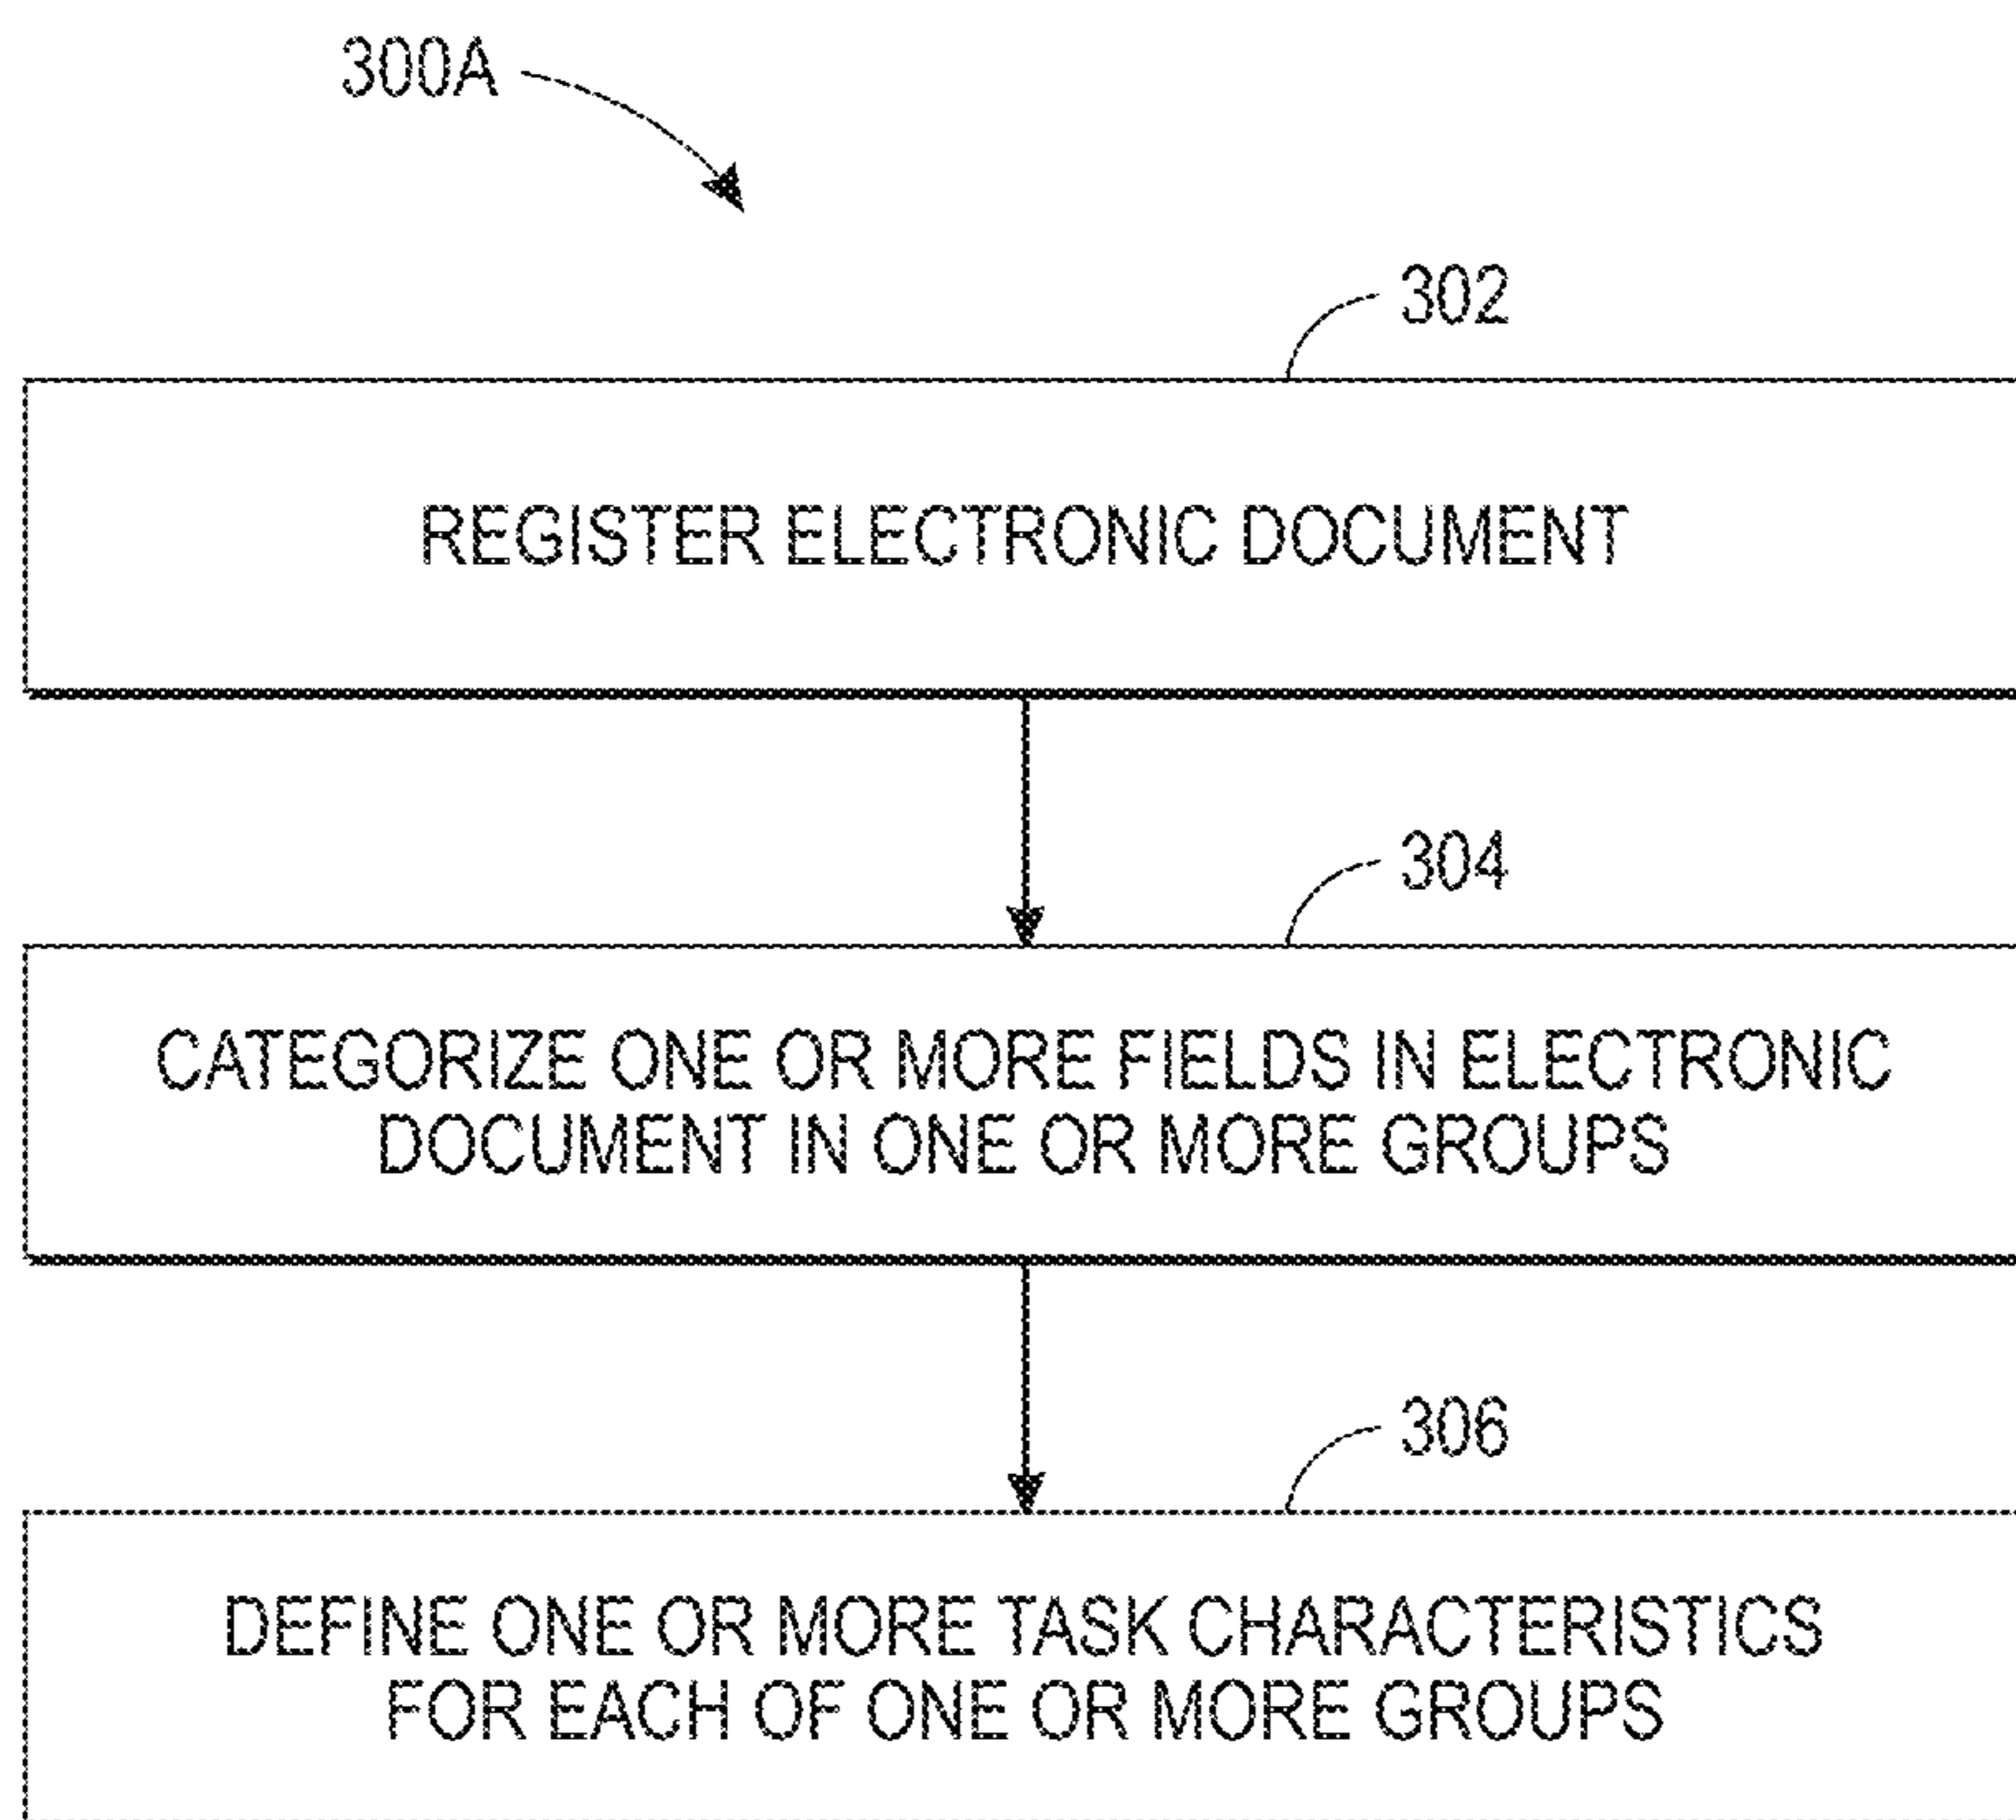 300A
302
REGISTER ELECTRONIC DOCUMENT
304
CATEGORIZE ONE OR MORE FIELDS IN ELECTRONIC
DOCUMENT IN ONE OR MORE GROUPS
306
DEFINE ONE OR MORE TASK CHARACTERISTICS
FOR EACH OF ONE OR MORE GROUPS